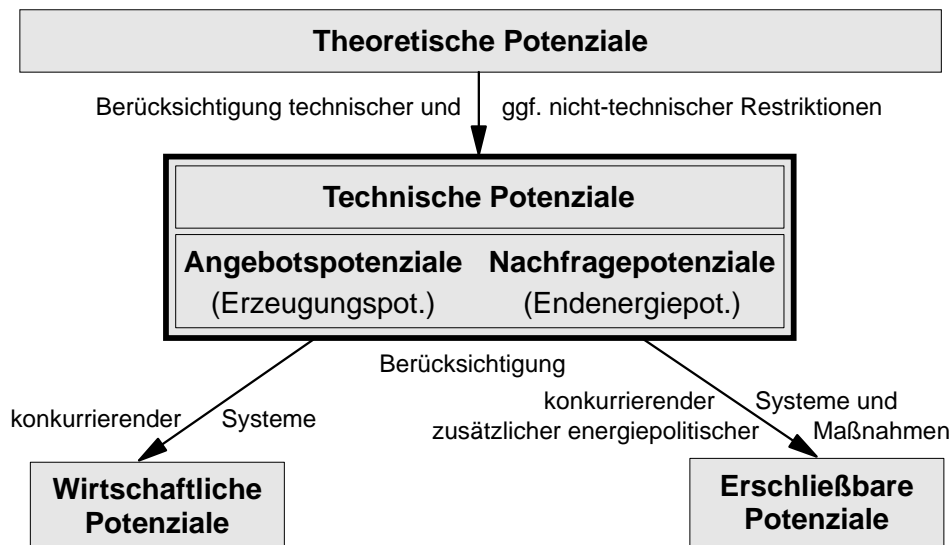 Theoretische Potenziale
Berücksichtigung technischer und ggf. nicht-technischer Restriktionen
Technische Potenziale
Angebotspotenziale Nachfragepotenziale
(Erzeugungspot.) (Endenergiepot.)
Berücksichtigung
konkurrierender Systeme
konkurrierender Systeme und
zusätzlicher energiepolitischer Maßnahmen
Wirtschaftliche
Potenziale
Erschließbare
Potenziale